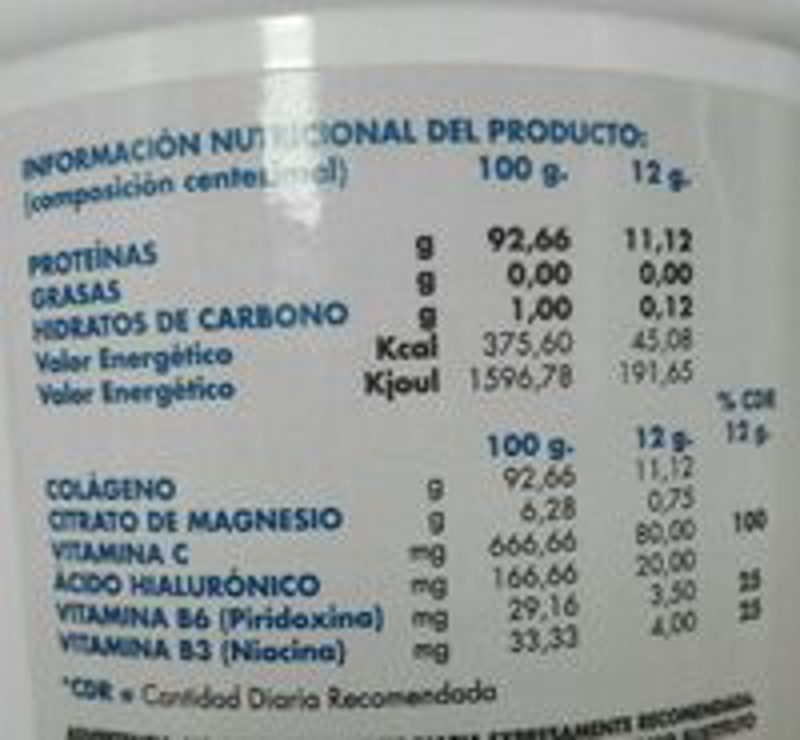 INFORMACIÓN NUTRICIONAL DEL PRODUCTO:
(composición centesimal) 100 g. 12 g.
PROTEÍNAS g 92,66 11,12
GRASAS g 0,00 0,00
HIDRATOS DE CARBONO g 1,00 0,12
Valor Energético Kcal 375,60 45,08
Valor Energético Kjoul 1596,78 191,65
% CDR
100 g. 12 g. 12 g.
COLÁGENO g 92,66 11,12
CITRATO DE MAGNESIO g 6,28 0,75
VITAMINA C mg 666,66 80,00 100
ÁCIDO HIALURÓNICO mg 166,66 20,00
VITAMINA B6 (Piridoxina) mg 29,16 3,50 25
VITAMINA B3 (Niacina) mg 33,33 4,00 25
*CDR = Cantidad Diaria Recomendada
EXPRESAMENTE RECOMENDADA